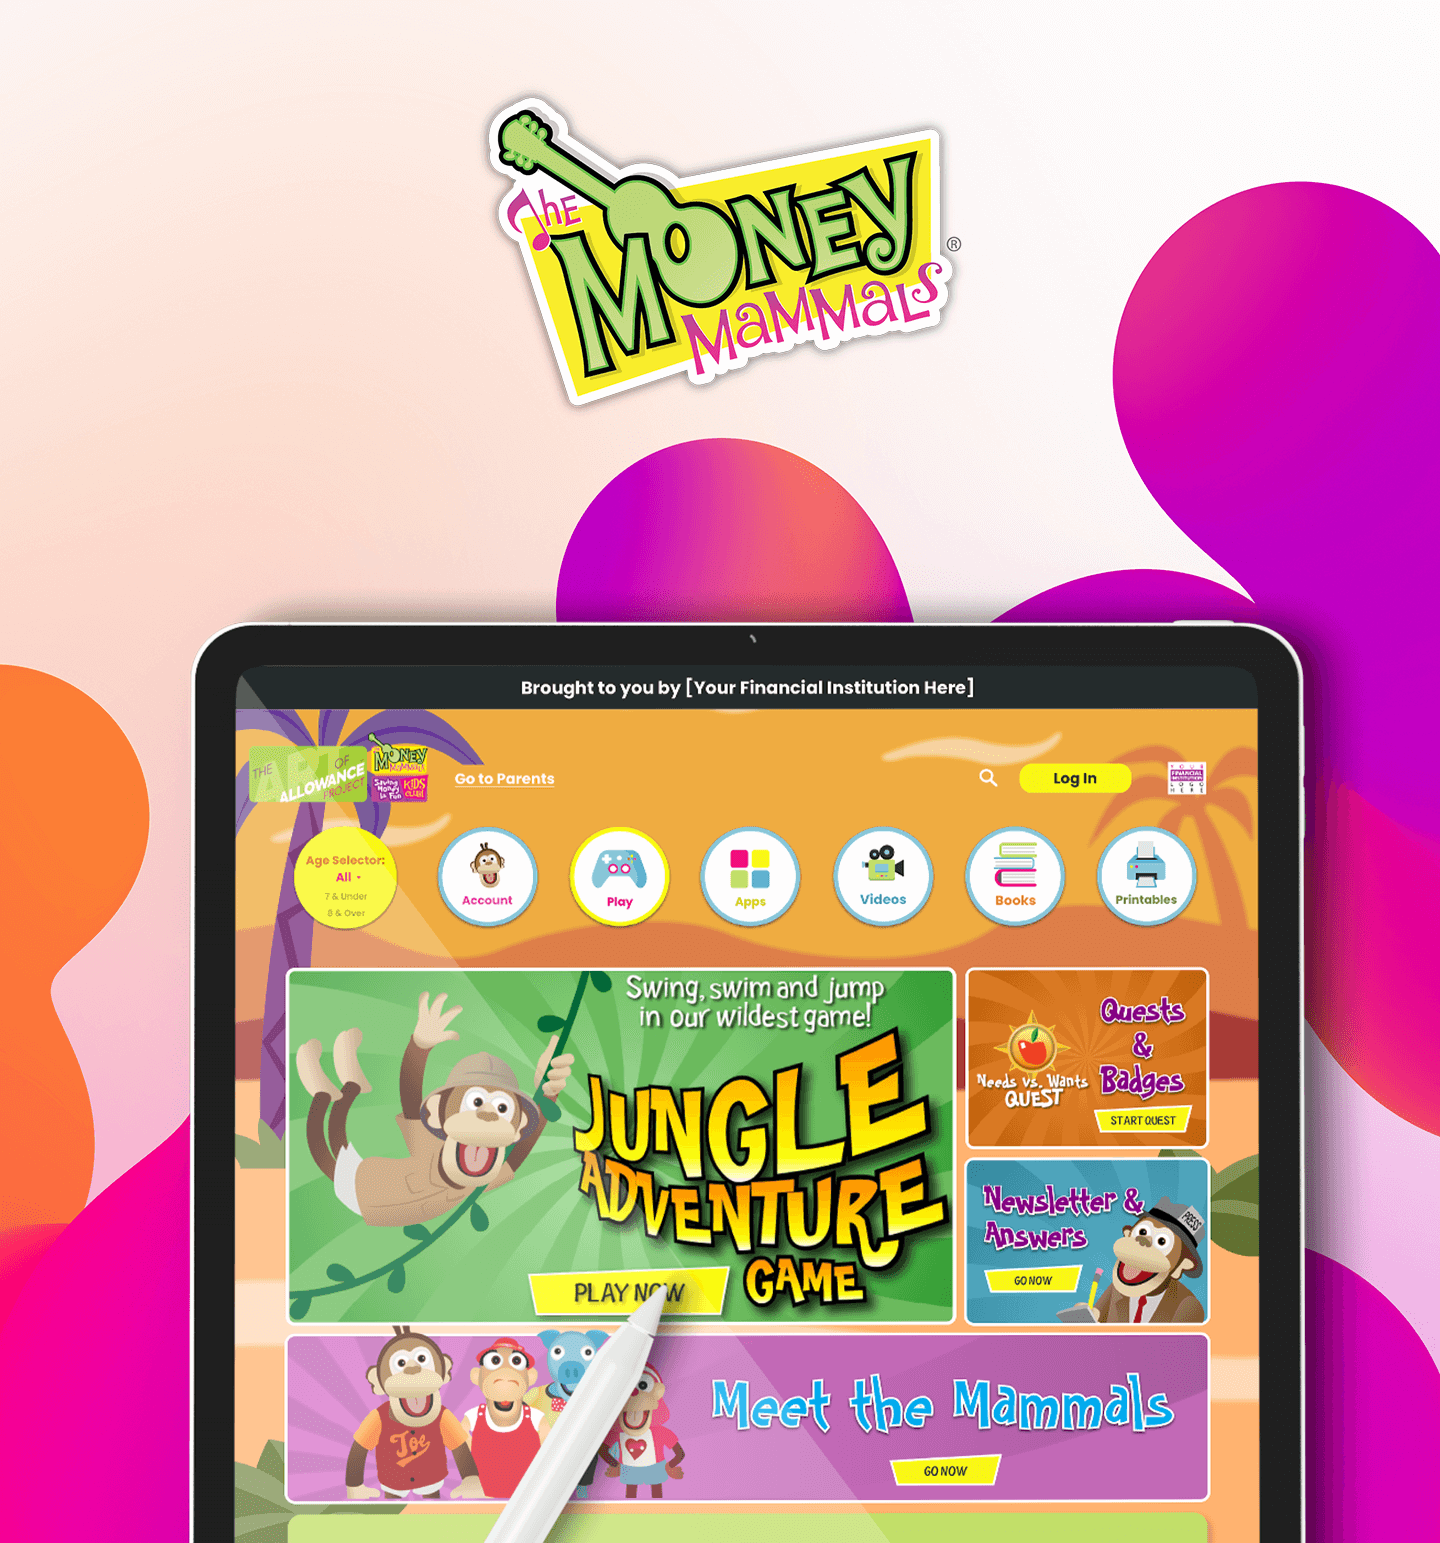 The
Money
Mammals
®
Brought to you by [Your Financial Institution Here]
THE ART OF
ALLOWANCE
PROJECT
Money
Mammals
Saving
Money
Is Fun
KIDS
CLUB
Go to Parents
Log In
YOUR
FINANCIAL
INSTITUTION
LOGO
HERE
Age Selector:
All
7 & Under
8 & Over
Account
Play
Apps
Videos
Books
Printables
Swing, swim and jump
in our wildest game!
JUNGLE
ADVENTURE
GAME
PLAY NOW
Needs vs. Wants
QUEST
Quests
&
Badges
START QUEST
Newsletter &
Answers
PRESS
GO NOW
Joe
Meet the Mammals
GO NOW